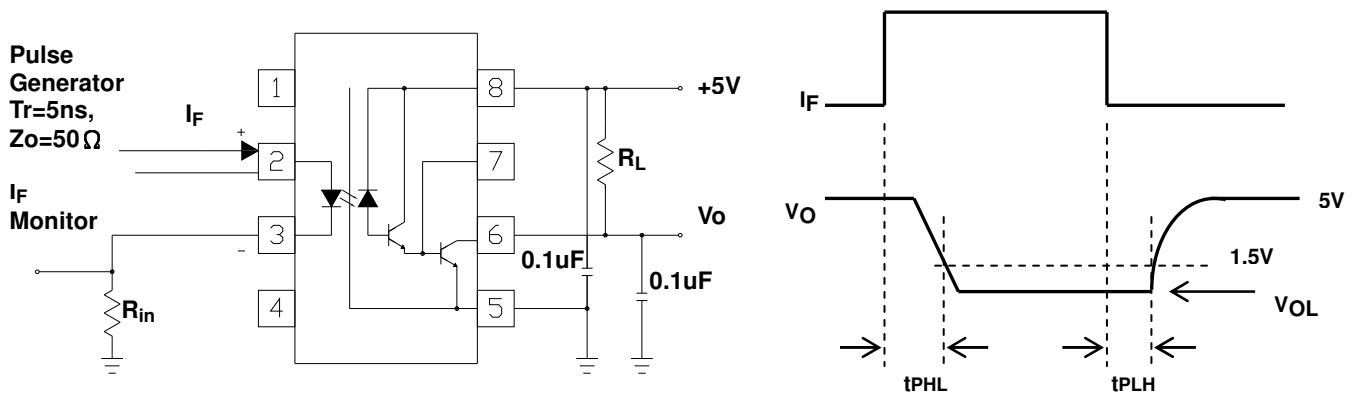 Pulse
Generator
Tr=5ns,
Zo=50Ω
IF
IF
Monitor
Rin
+
-
1
2
3
4
8
7
6
5
+5V
RL
Vo
0.1uF
0.1uF
IF
VO
5V
1.5V
VOL
tPHL
tPLH